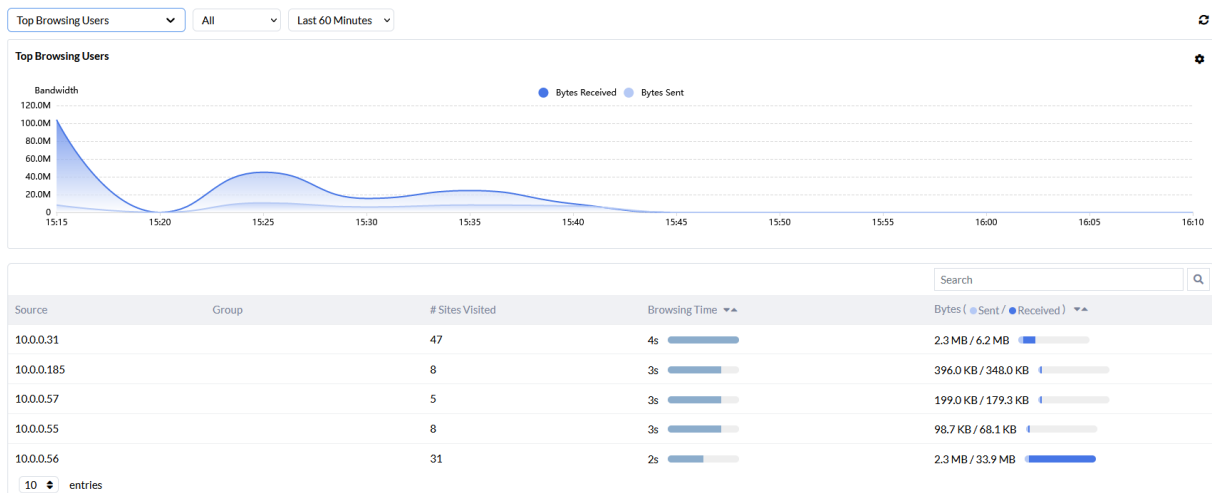 Top Browsing Users All Last 60 Minutes
Top Browsing Users
Bandwidth
Bytes Received Bytes Sent
120.0M
100.0M
80.0M
60.0M
40.0M
20.0M
0
15:15 15:20 15:25 15:30 15:35 15:40 15:45 15:50 15:55 16:00 16:05 16:10
Search
Source Group # Sites Visited Browsing Time Bytes ( Sent / Received )
10.0.0.31 47 4s 2.3 MB / 6.2 MB
10.0.0.185 8 3s 396.0 KB / 348.0 KB
10.0.0.57 5 3s 199.0 KB / 179.3 KB
10.0.0.55 8 3s 98.7 KB / 68.1 KB
10.0.0.56 31 2s 2.3 MB / 33.9 MB
10 entries